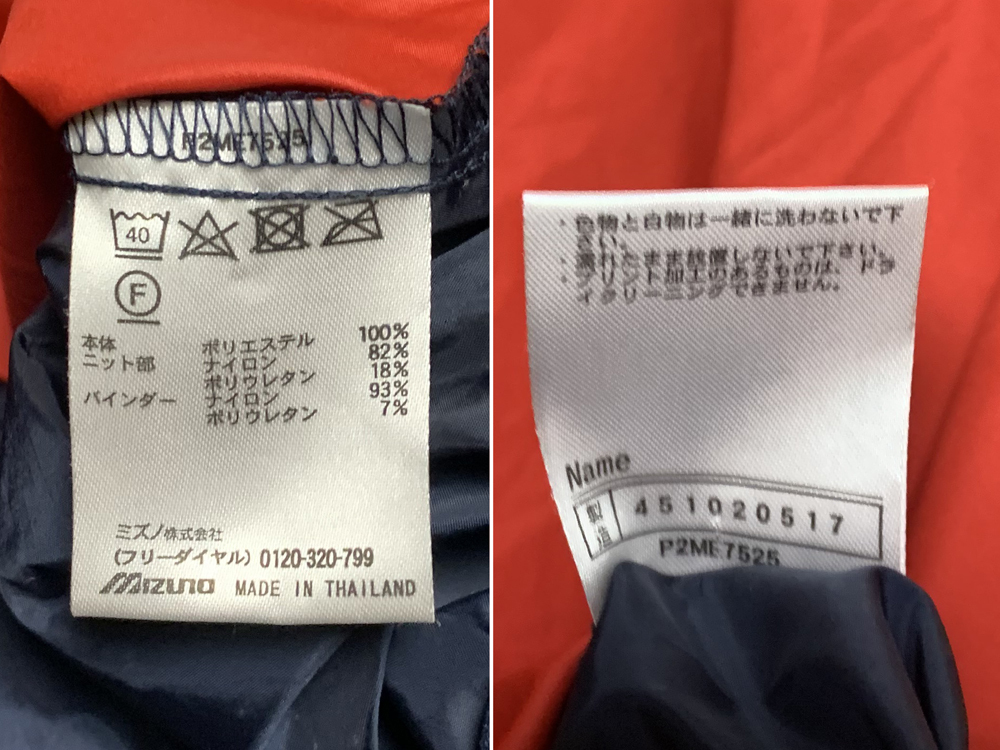 P2ME7525
40
F
本体 ポリエステル 100%
ニット部 ナイロン 82%
ポリウレタン 18%
バインダー ナイロン 93%
ポリウレタン 7%
ミズノ株式会社
(フリーダイヤル) 0120-320-799
MIZUNO MADE IN THAILAND
・色物と白物は一緒に洗わないで下
さい。
・濡れたまま放置しないで下さい。
・プリント加工のあるものは、ドラ
イクリーニングできません。
Name
製造 451020517
P2ME7525